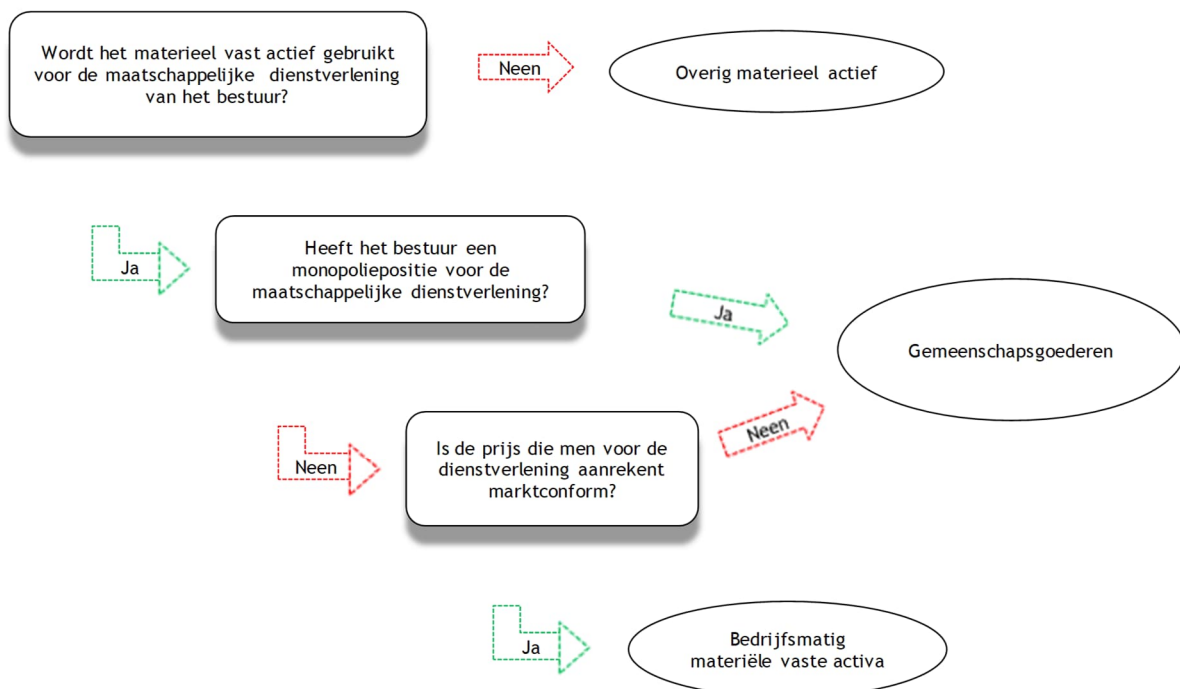 Wordt het materieel vast actief gebruikt
voor de maatschappelijke dienstverlening
van het bestuur?
Neen
Overig materieel actief
Ja
Heeft het bestuur een
monopoliepositie voor de
maatschappelijke dienstverlening?
Ja
Gemeenschapsgoederen
Neen
Is de prijs die men voor de
dienstverlening aanrekent
marktconform?
Neen
Ja
Bedrijfsmatig
materiële vaste activa